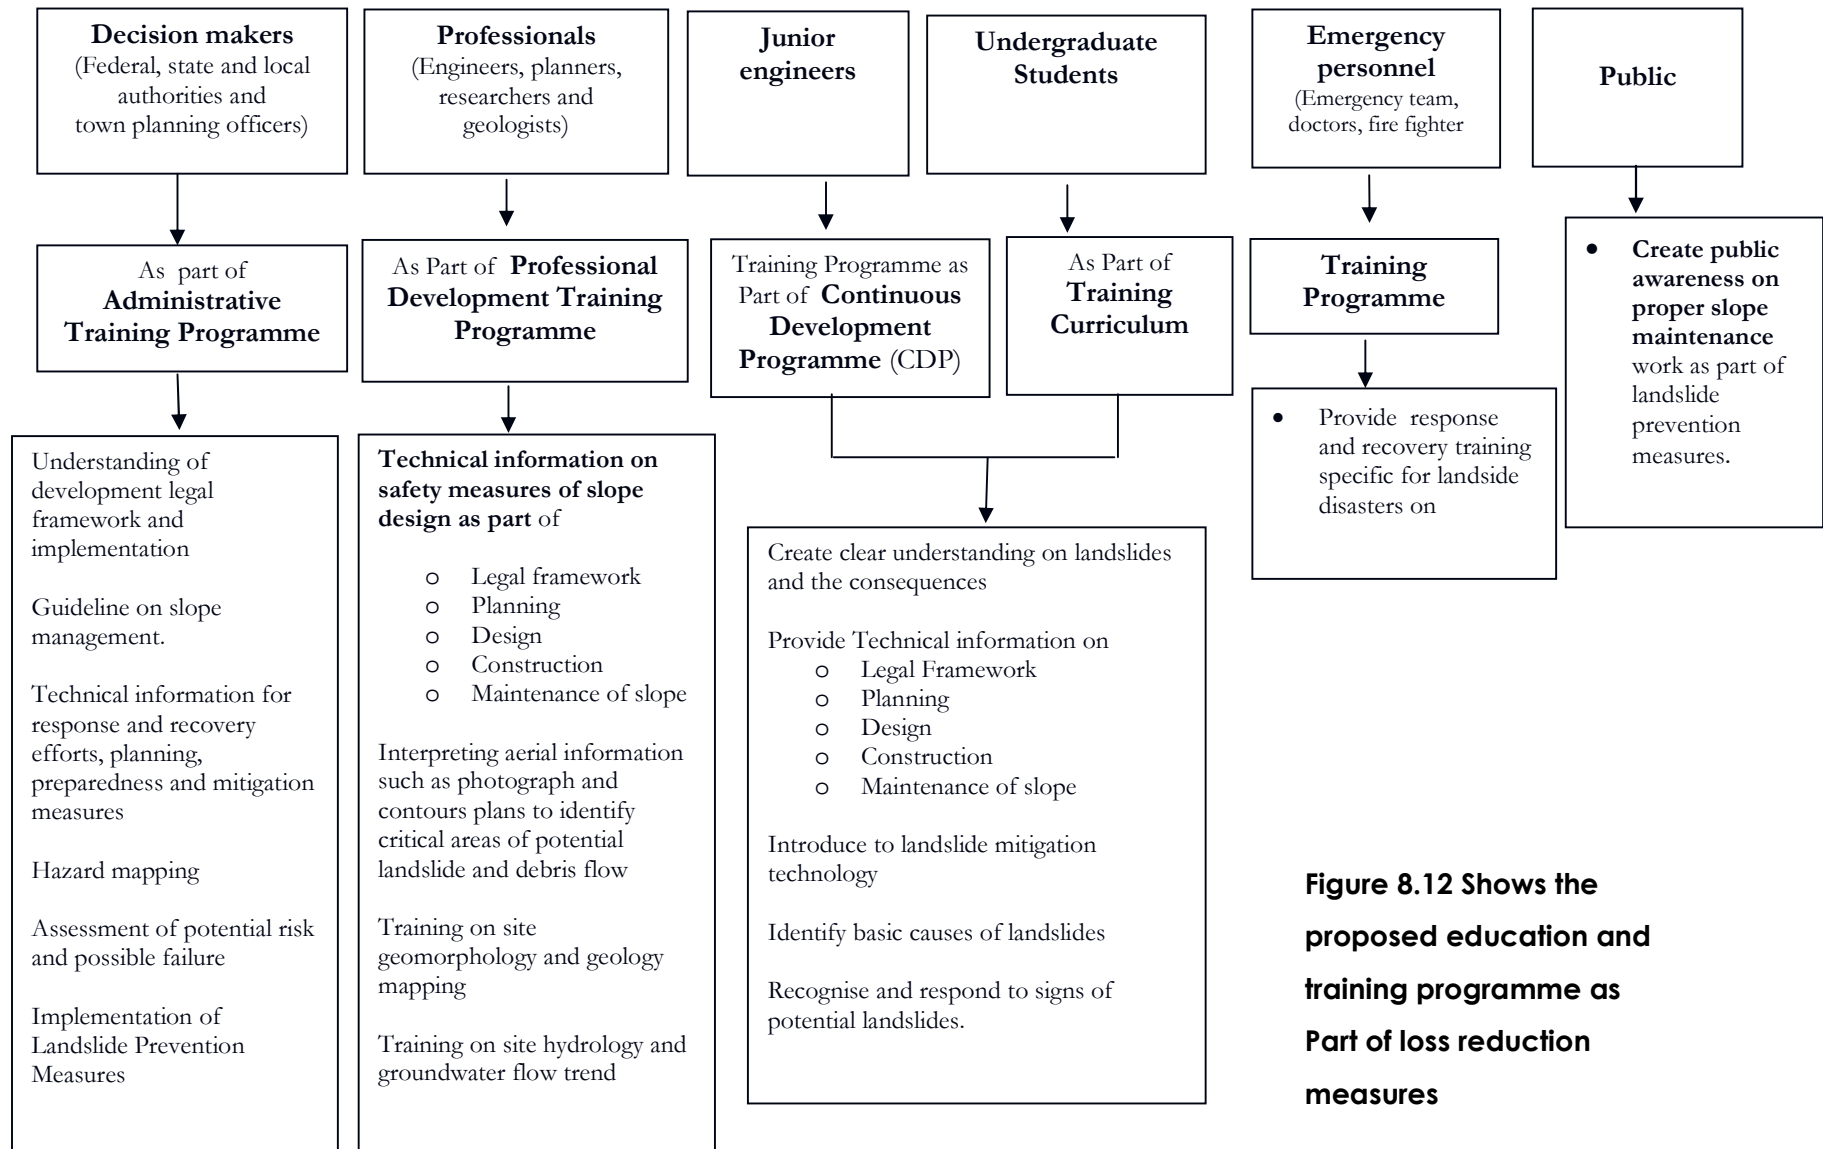 Decision makers
(Federal, state and local
authorities and
town planning officers)
Professionals
(Engineers, planners,
researchers and
geologists)
Junior
engineers
Undergraduate
Students
Emergency
personnel
(Emergency team,
doctors, fire fighter
Public
As part of
Administrative
Training Programme
As Part of Professional
Development Training
Programme
Training Programme as
Part of Continuous
Development
Programme (CDP)
As Part of
Training
Curriculum
Training
Programme
• Create public
awareness on
proper slope
maintenance
work as part of
landslide
prevention
measures.
Understanding of
development legal
framework and
implementation
Guideline on slope
management.
Technical information for
response and recovery
efforts, planning,
preparedness and mitigation
measures
Hazard mapping
Assessment of potential risk
and possible failure
Implementation of
Landslide Prevention
Measures
Technical information on
safety measures of slope
design as part of
o Legal framework
o Planning
o Design
o Construction
o Maintenance of slope
Interpreting aerial information
such as photograph and
contours plans to identify
critical areas of potential
landslide and debris flow
Training on site
geomorphology and geology
mapping
Training on site hydrology and
groundwater flow trend
Create clear understanding on landslides
and the consequences
Provide Technical information on
o Legal Framework
o Planning
o Design
o Construction
o Maintenance of slope
Introduce to landslide mitigation
technology
Identify basic causes of landslides
Recognise and respond to signs of
potential landslides.
• Provide response
and recovery training
specific for landside
disasters on
Figure 8.12 Shows the
proposed education and
training programme as
Part of loss reduction
measures